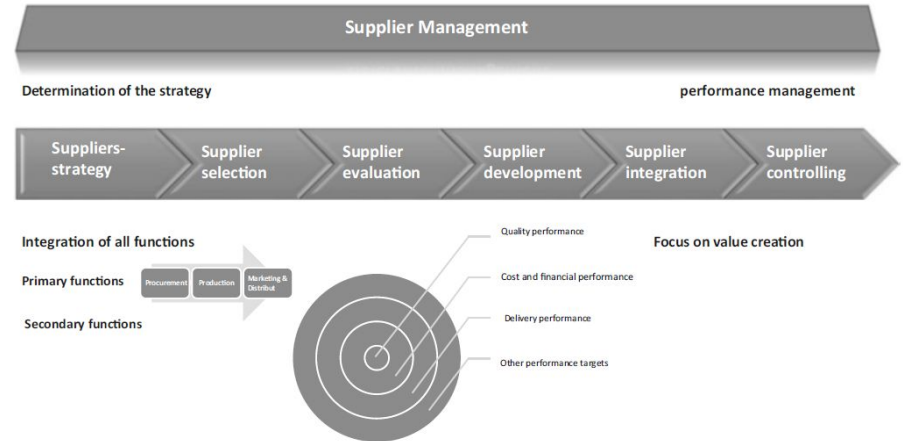 Supplier Management
Determination of the strategy
performance management
Suppliers-
strategy
Supplier
selection
Supplier
evaluation
Supplier
development
Supplier
integration
Supplier
controlling
Integration of all functions
Quality performance
Focus on value creation
Primary functions
Procurement
Production
Marketing &
Distribut
Cost and financial performance
Secondary functions
Delivery performance
Other performance targets